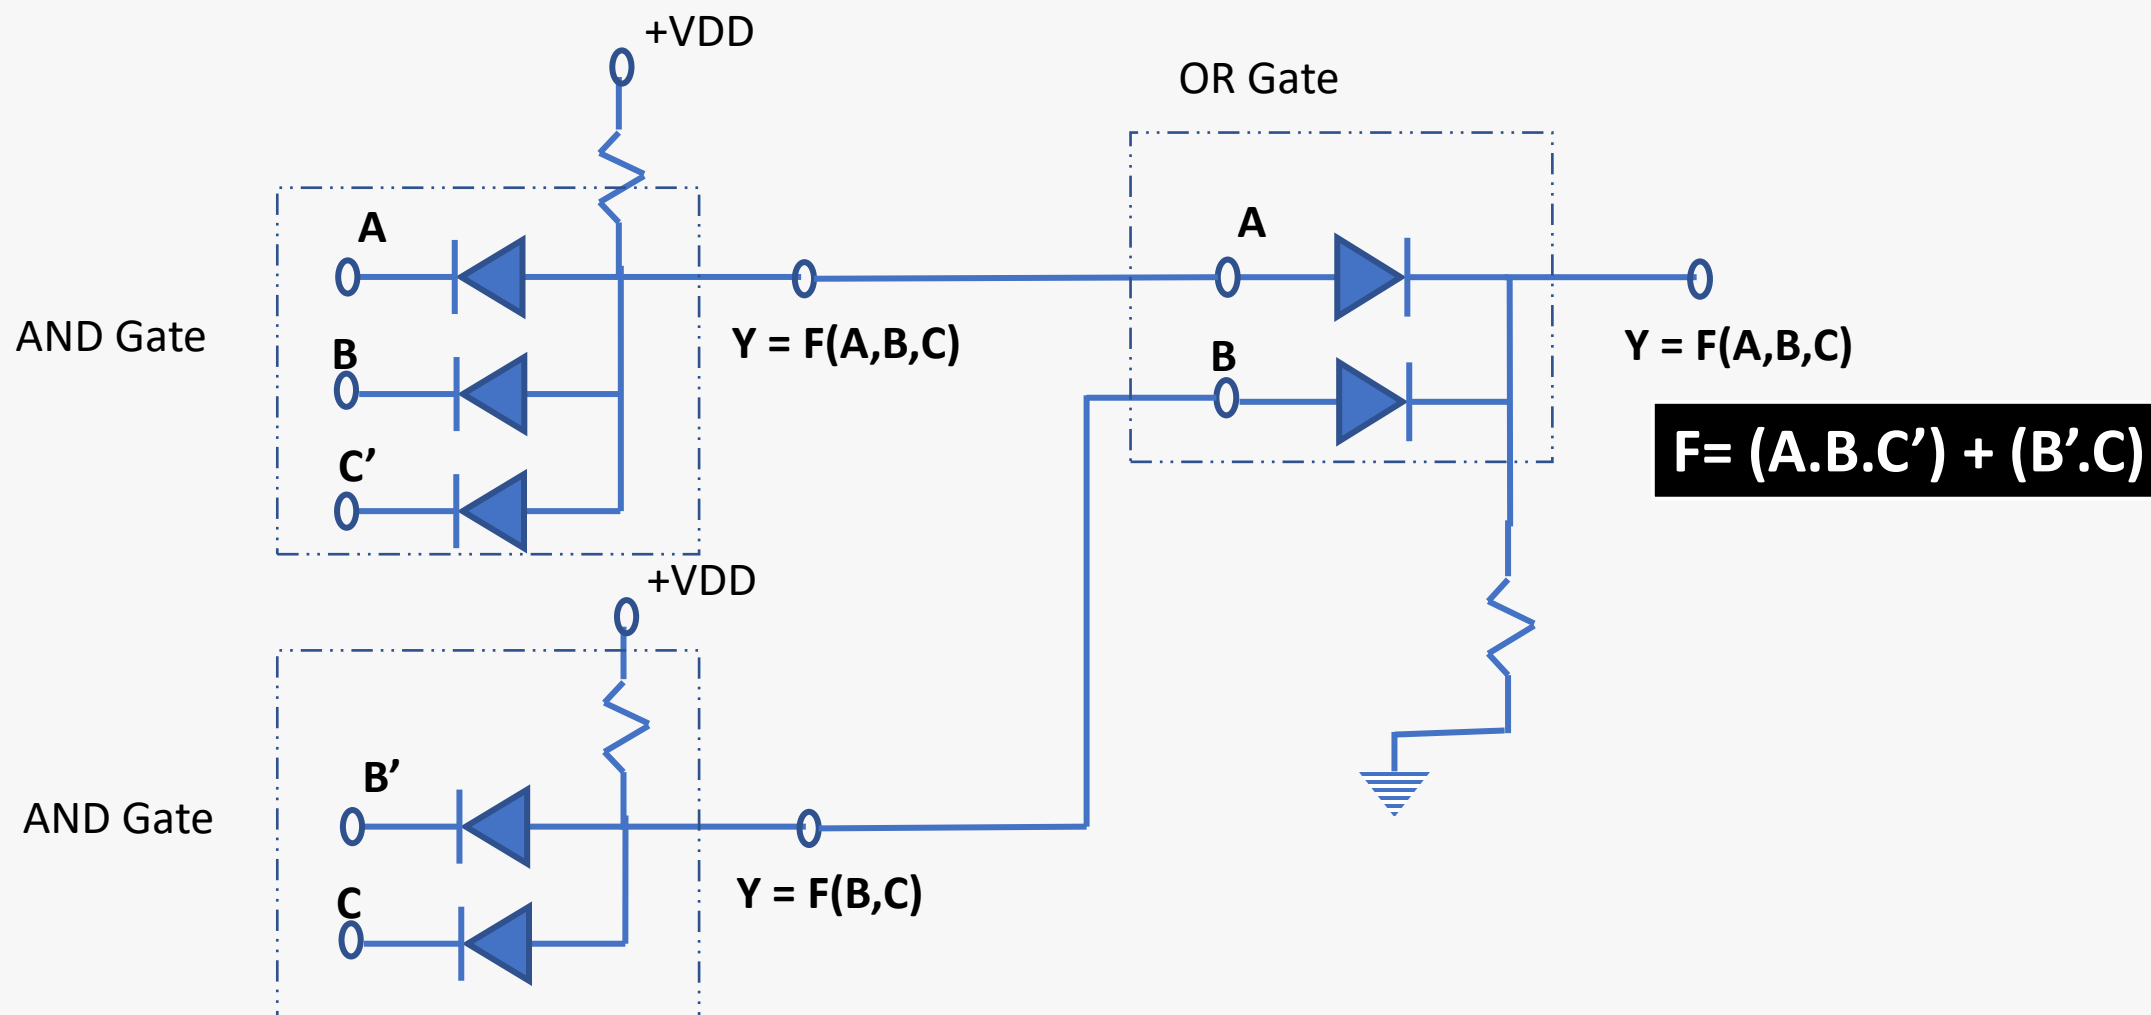 +VDD
OR Gate
A
A
AND Gate
B
B
Y = F(A,B,C)
Y = F(A,B,C)
C’
F= (A.B.C’) + (B’.C)
+VDD
B’
AND Gate
C
Y = F(B,C)